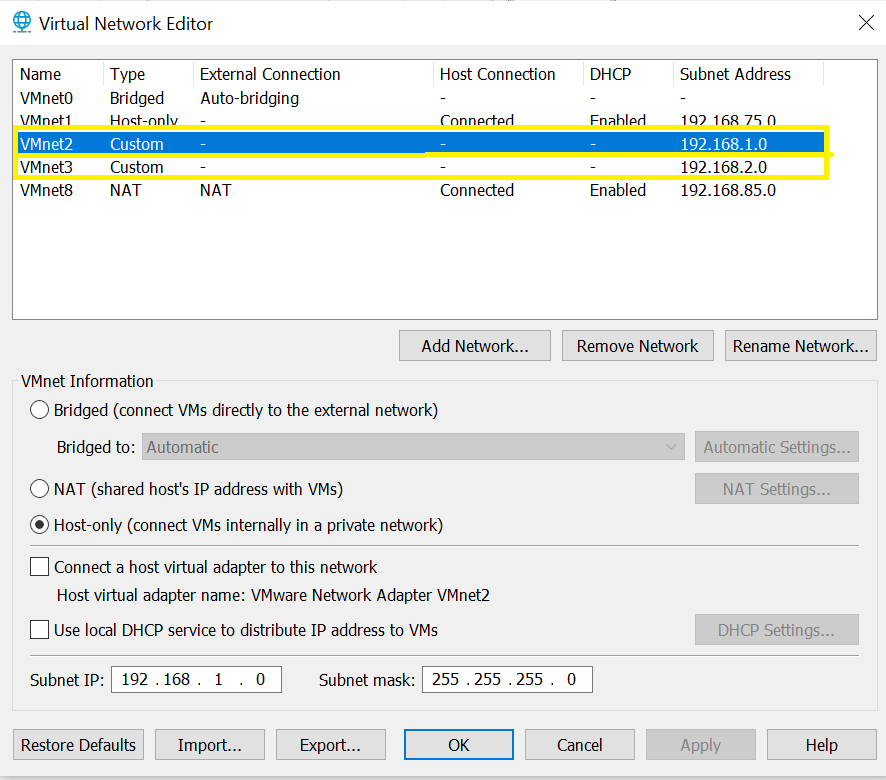 Virtual Network Editor
Name Type External Connection Host Connection DHCP Subnet Address
VMnet0 Bridged Auto-bridging - - -
VMnet1 Host-only - Connected Enabled 192.168.75.0
VMnet2 Custom - - - 192.168.1.0
VMnet3 Custom - - - 192.168.2.0
VMnet8 NAT NAT Connected Enabled 192.168.85.0
Add Network... Remove Network Rename Network...
VMnet Information
Bridged (connect VMs directly to the external network)
Bridged to: Automatic Automatic Settings...
NAT (shared host's IP address with VMs) NAT Settings...
Host-only (connect VMs internally in a private network)
Connect a host virtual adapter to this network
Host virtual adapter name: VMware Network Adapter VMnet2
Use local DHCP service to distribute IP address to VMs DHCP Settings...
Subnet IP: 192 . 168 . 1 . 0 Subnet mask: 255 . 255 . 255 . 0
Restore Defaults Import... Export... OK Cancel Apply Help